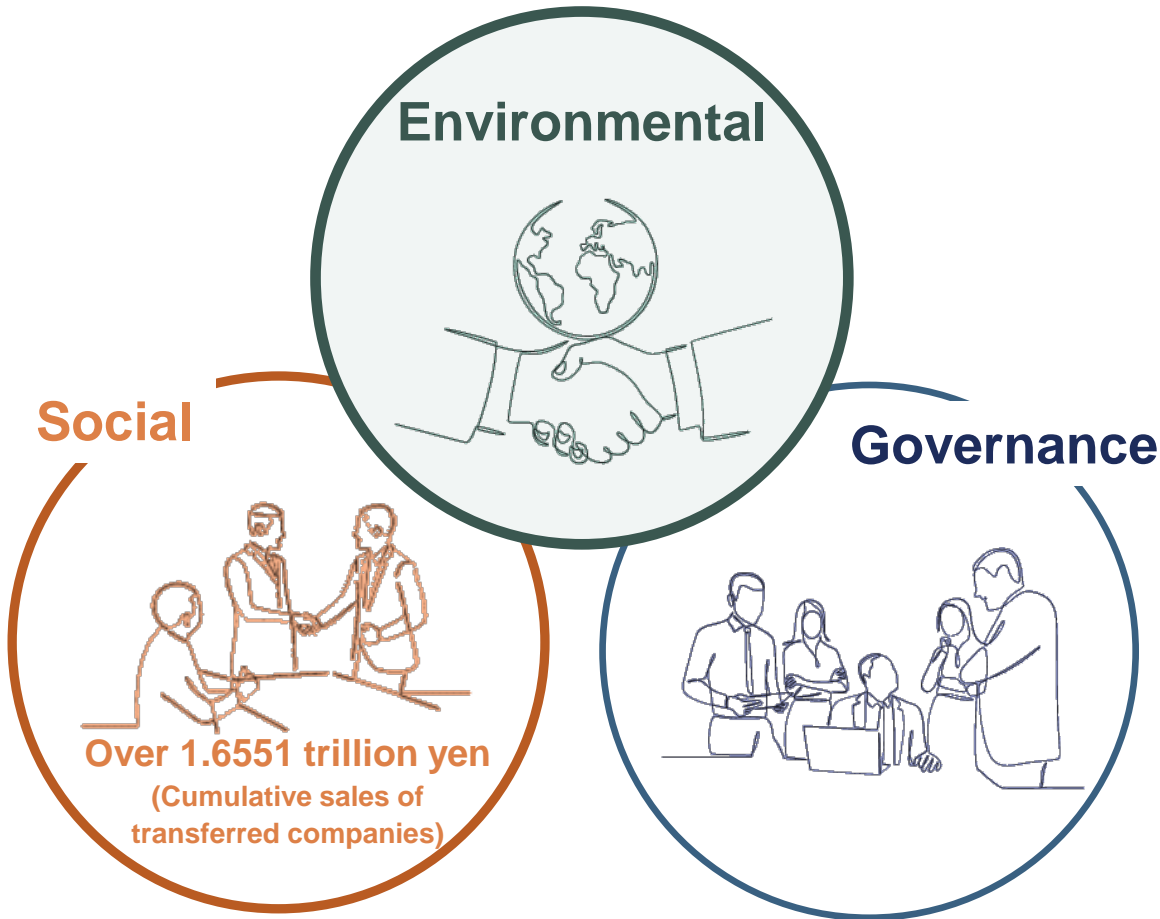 Environmental
Social
Governance
Over 1.6551 trillion yen
(Cumulative sales of
transferred companies)